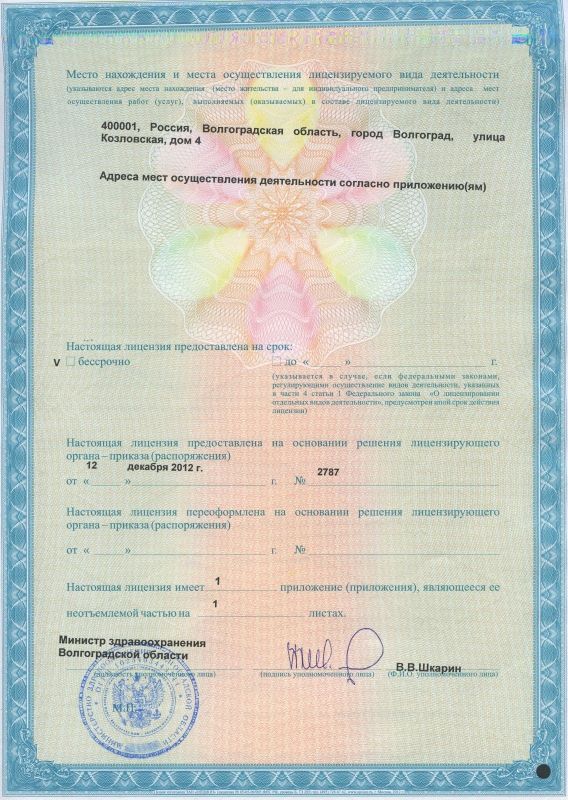 Место нахождения и места осуществления лицензируемого вида деятельности
(указываются адрес места нахождения (место жительства – для индивидуального предпринимателя) и адреса мест
осуществления работ (услуг), выполняемых (оказываемых) в составе лицензируемого вида деятельности)
400001, Россия, Волгоградская область, город Волгоград, улица
Козловская, дом 4
Адреса мест осуществления деятельности согласно приложению(ям)
Настоящая лицензия предоставлена на срок:
V □ бессрочно □ до « » г.
(указывается в случае, если федеральными законами,
регулирующими осуществление видов деятельности, указанных
в части 4 статьи 1 Федерального закона «О лицензировании
отдельных видов деятельности», предусмотрен иной срок действия
лицензии)
Настоящая лицензия предоставлена на основании решения лицензирующего
органа – приказа (распоряжения)
от « 12 » декабря 2012 г. г. № 2787
Настоящая лицензия переоформлена на основании решения лицензирующего
органа – приказа (распоряжения)
от « » г. №
Настоящая лицензия имеет 1 приложение (приложения), являющееся ее
неотъемлемой частью на 1 листах.
Министр здравоохранения
Волгоградской области
В.В.Шкарин
(должность уполномоченного лица) (подпись уполномоченного лица) (Ф.И.О. уполномоченного лица)
М.П.